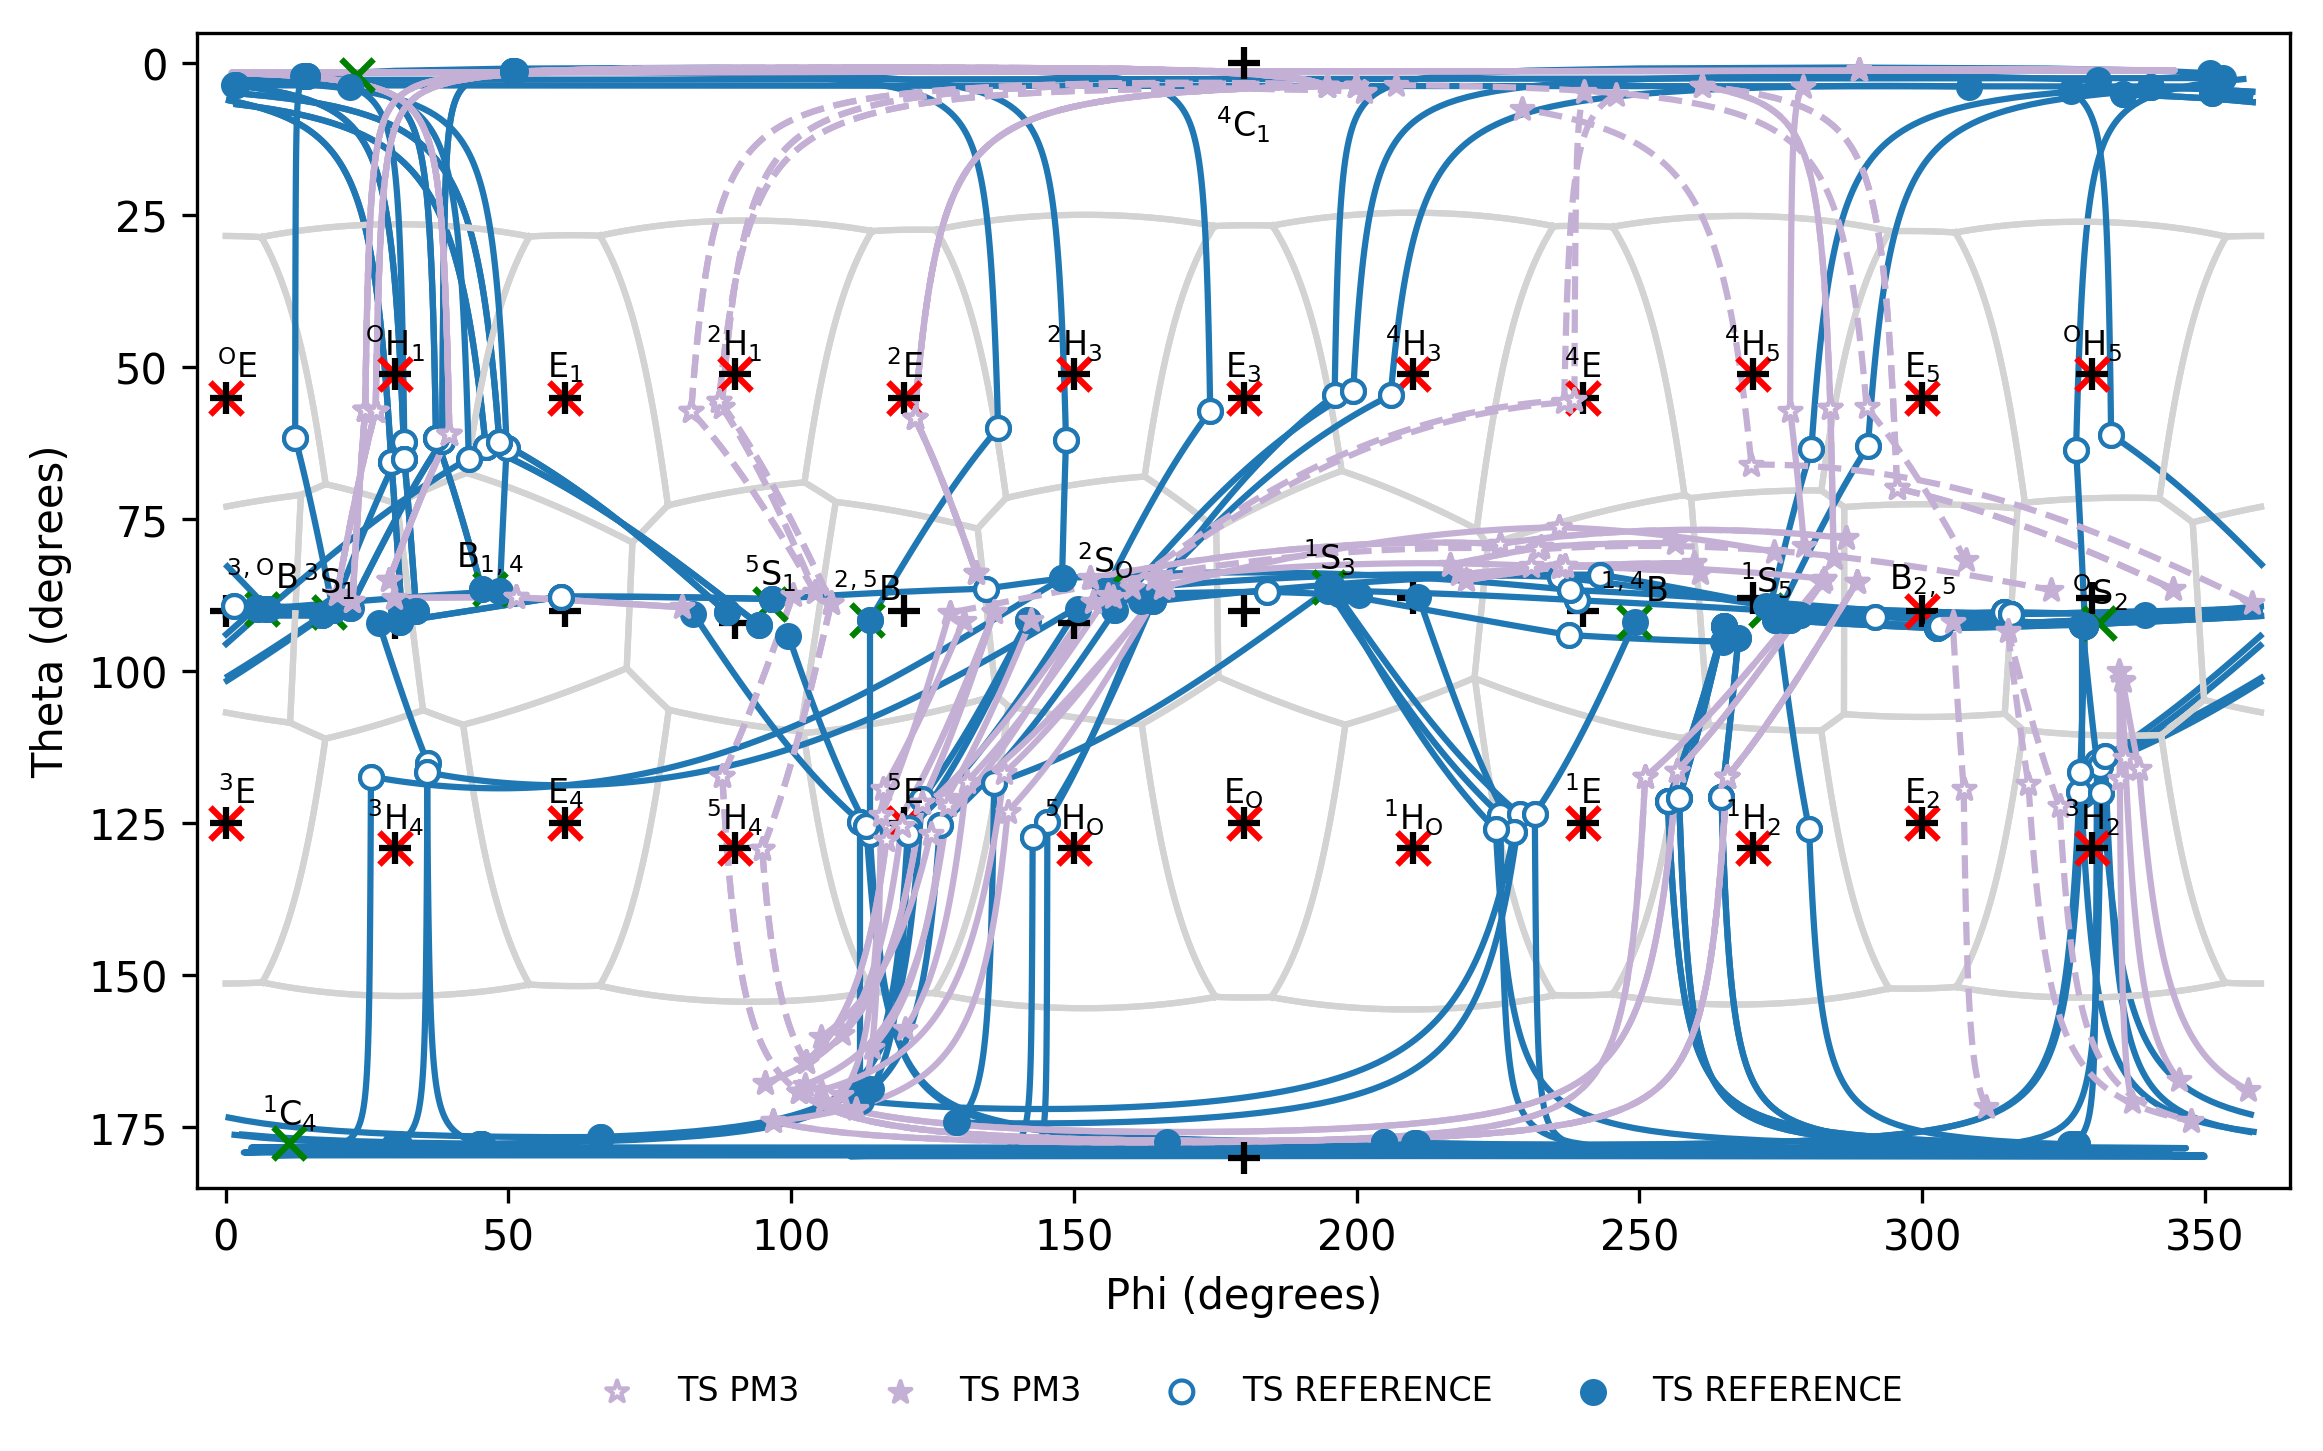 0
25
50
75
100
125
150
175
Theta (degrees)
⁴C₁
ᴼE
ᴼH₁
E₁
²H₁
²E
²H₃
E₃
⁴H₃
⁴E
⁴H₅
E₅
ᴼH₅
³,ᴼB
³S₁
B₁,₄
⁵S₁
²,⁵B
²Sₒ
¹S₃
¹,⁴B
¹S₅
B₂,₅
ᴼS₂
³E
³H₄
E₄
⁵H₄
⁵E
⁵Hₒ
Eₒ
¹Hₒ
¹E
¹H₂
E₂
³H₂
¹C₄
0 50 100 150 200 250 300 350
Phi (degrees)
TS PM3 TS PM3 TS REFERENCE TS REFERENCE